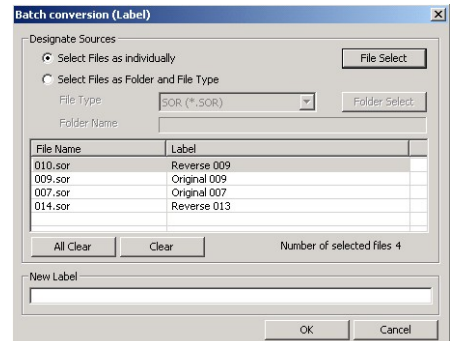 Batch conversion (Label)
Designate Sources
Select Files as individually
File Select
Select Files as Folder and File Type
File Type SOR (*.SOR) Folder Select
Folder Name
File Name Label
010.sor Reverse 009
009.sor Original 009
007.sor Original 007
014.sor Reverse 013
All Clear Clear Number of selected files 4
New Label
OK Cancel